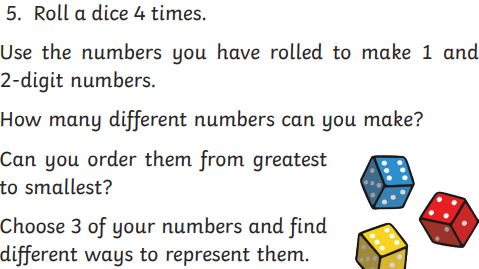 5. Roll a dice 4 times.
Use the numbers you have rolled to make 1 and
2-digit numbers.
How many different numbers can you make?
Can you order them from greatest
to smallest?
Choose 3 of your numbers and find
different ways to represent them.